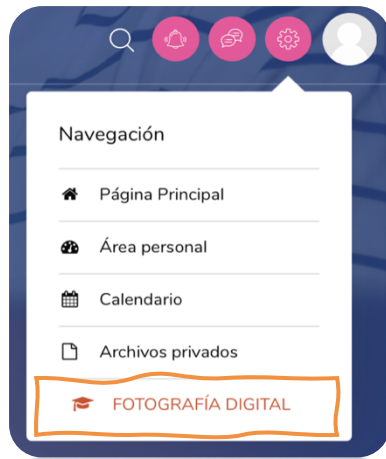 Navegación
Página Principal
Área personal
Calendario
Archivos privados
FOTOGRAFÍA DIGITAL